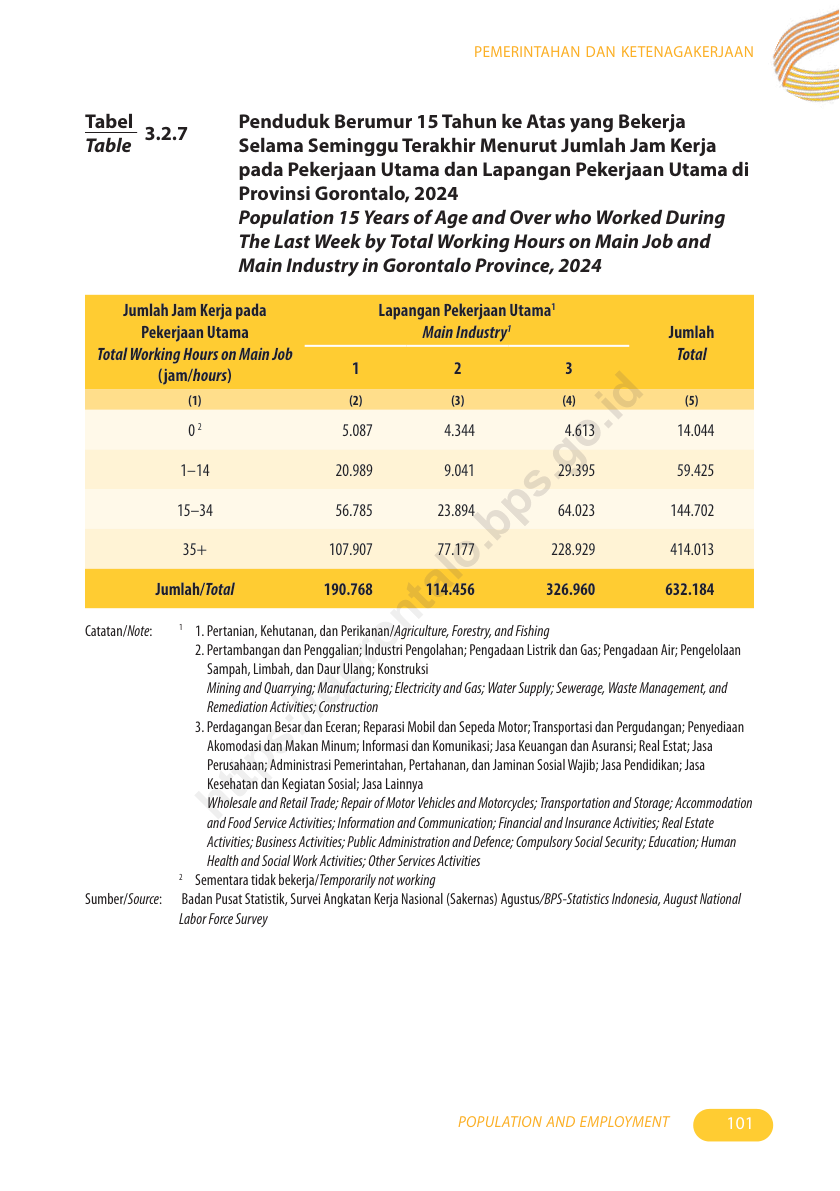 PEMERINTAHAN DAN KETENAGAKERJAAN
Tabel
Table
3.2.7
Penduduk Berumur 15 Tahun ke Atas yang Bekerja
Selama Seminggu Terakhir Menurut Jumlah Jam Kerja
pada Pekerjaan Utama dan Lapangan Pekerjaan Utama di
Provinsi Gorontalo, 2024
Population 15 Years of Age and Over who Worked During
The Last Week by Total Working Hours on Main Job and
Main Industry in Gorontalo Province, 2024
Jumlah Jam Kerja pada
Pekerjaan Utama
Total Working Hours on Main Job
(jam/hours)
Lapangan Pekerjaan Utama¹
Main Industry¹
Jumlah
Total
1 2 3
(1) (2) (3) (4) (5)
0 ² 5.087 4.344 4.613 14.044
1–14 20.989 9.041 29.395 59.425
15–34 56.785 23.894 64.023 144.702
35+ 107.907 77.177 228.929 414.013
Jumlah/Total 190.768 114.456 326.960 632.184
Catatan/Note: ¹ 1. Pertanian, Kehutanan, dan Perikanan/Agriculture, Forestry, and Fishing
2. Pertambangan dan Penggalian; Industri Pengolahan; Pengadaan Listrik dan Gas; Pengadaan Air; Pengelolaan
Sampah, Limbah, dan Daur Ulang; Konstruksi
Mining and Quarrying; Manufacturing; Electricity and Gas; Water Supply; Sewerage, Waste Management, and
Remediation Activities; Construction
3. Perdagangan Besar dan Eceran; Reparasi Mobil dan Sepeda Motor; Transportasi dan Pergudangan; Penyediaan
Akomodasi dan Makan Minum; Informasi dan Komunikasi; Jasa Keuangan dan Asuransi; Real Estat; Jasa
Perusahaan; Administrasi Pemerintahan, Pertahanan, dan Jaminan Sosial Wajib; Jasa Pendidikan; Jasa
Kesehatan dan Kegiatan Sosial; Jasa Lainnya
Wholesale and Retail Trade; Repair of Motor Vehicles and Motorcycles; Transportation and Storage; Accommodation
and Food Service Activities; Information and Communication; Financial and Insurance Activities; Real Estate
Activities; Business Activities; Public Administration and Defence; Compulsory Social Security; Education; Human
Health and Social Work Activities; Other Services Activities
² Sementara tidak bekerja/Temporarily not working
Sumber/Source: Badan Pusat Statistik, Survei Angkatan Kerja Nasional (Sakernas) Agustus/BPS-Statistics Indonesia, August National
Labor Force Survey
https://gorontalo.bps.go.id
POPULATION AND EMPLOYMENT 101